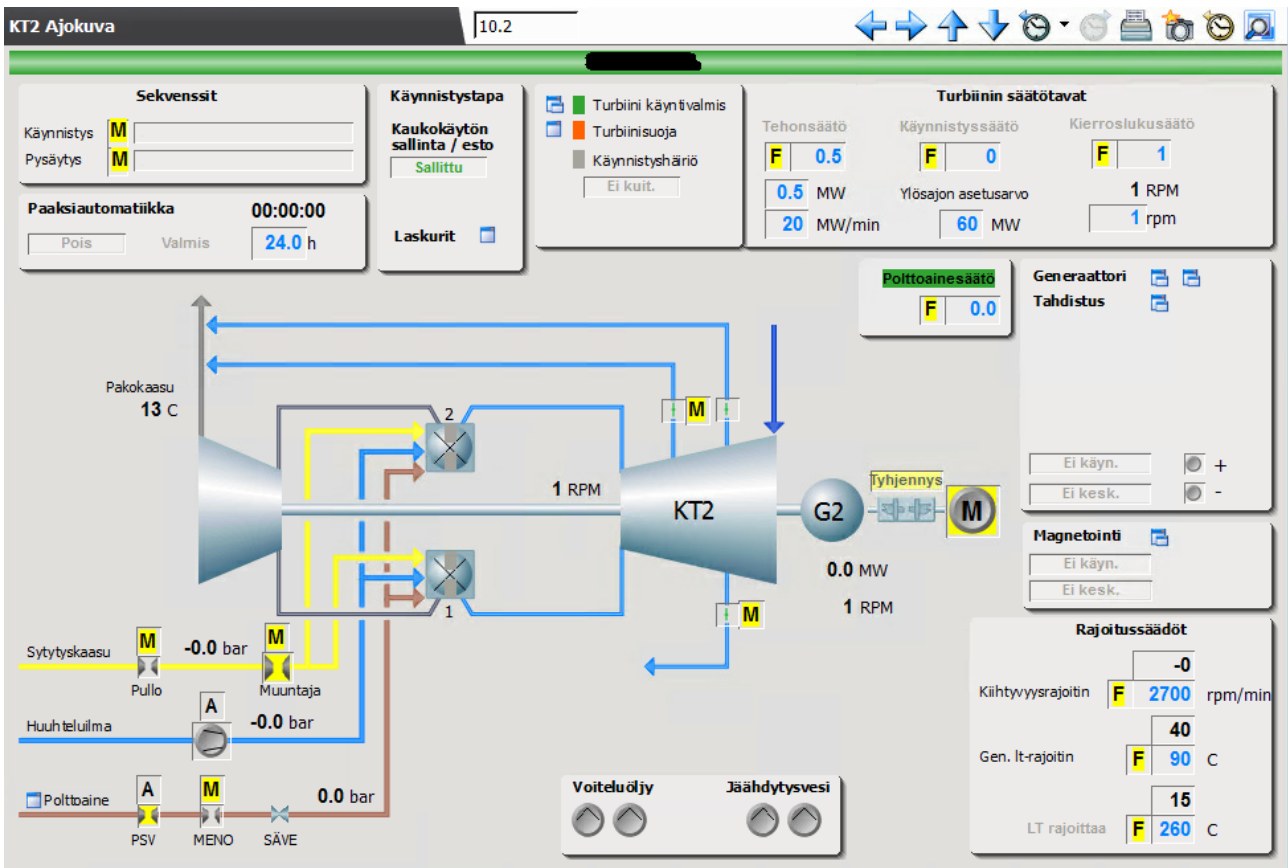 KT2 Ajokuva
10.2
Sekvenssit
Käynnistys M
Pysäytys M
Paaksiautomatiikka 00:00:00
Pois Valmis 24.0 h
Käynnistystapa
Kaukokäytön
sallinta / esto
Sallittu
Laskurit
Turbiini käyntivalmis
Turbiinisuoja
Käynnistyshäiriö
Ei kuit.
Turbiinin säätötavat
Tehonsäätö Käynnistyssäätö Kierroslukusäätö
F 0.5 F 0 F 1
0.5 MW Ylösajon asetusarvo 1 RPM
20 MW/min 60 MW 1 rpm
Polttoainesäätö
F 0.0
Generaattori
Tahdistus
Ei käyn. +
Ei kesk. -
Magnetointi
Ei käyn.
Ei kesk.
Pakokaasu
13 C
2
M
1 RPM
KT2
G2
Tyhjennys
M
0.0 MW
1 RPM
1
M
Sytytyskaasu M -0.0 bar M
Pullo Muuntaja
Huuhteluilma A -0.0 bar
Polttoaine A M 0.0 bar
PSV MENO SÄVE
Voiteluöljy Jäähdytysvesi
Rajoitussäädöt
-0
Kiihtyvyysrajoitin F 2700 rpm/min
40
Gen. lt-rajoitin F 90 C
15
LT rajoittaa F 260 C